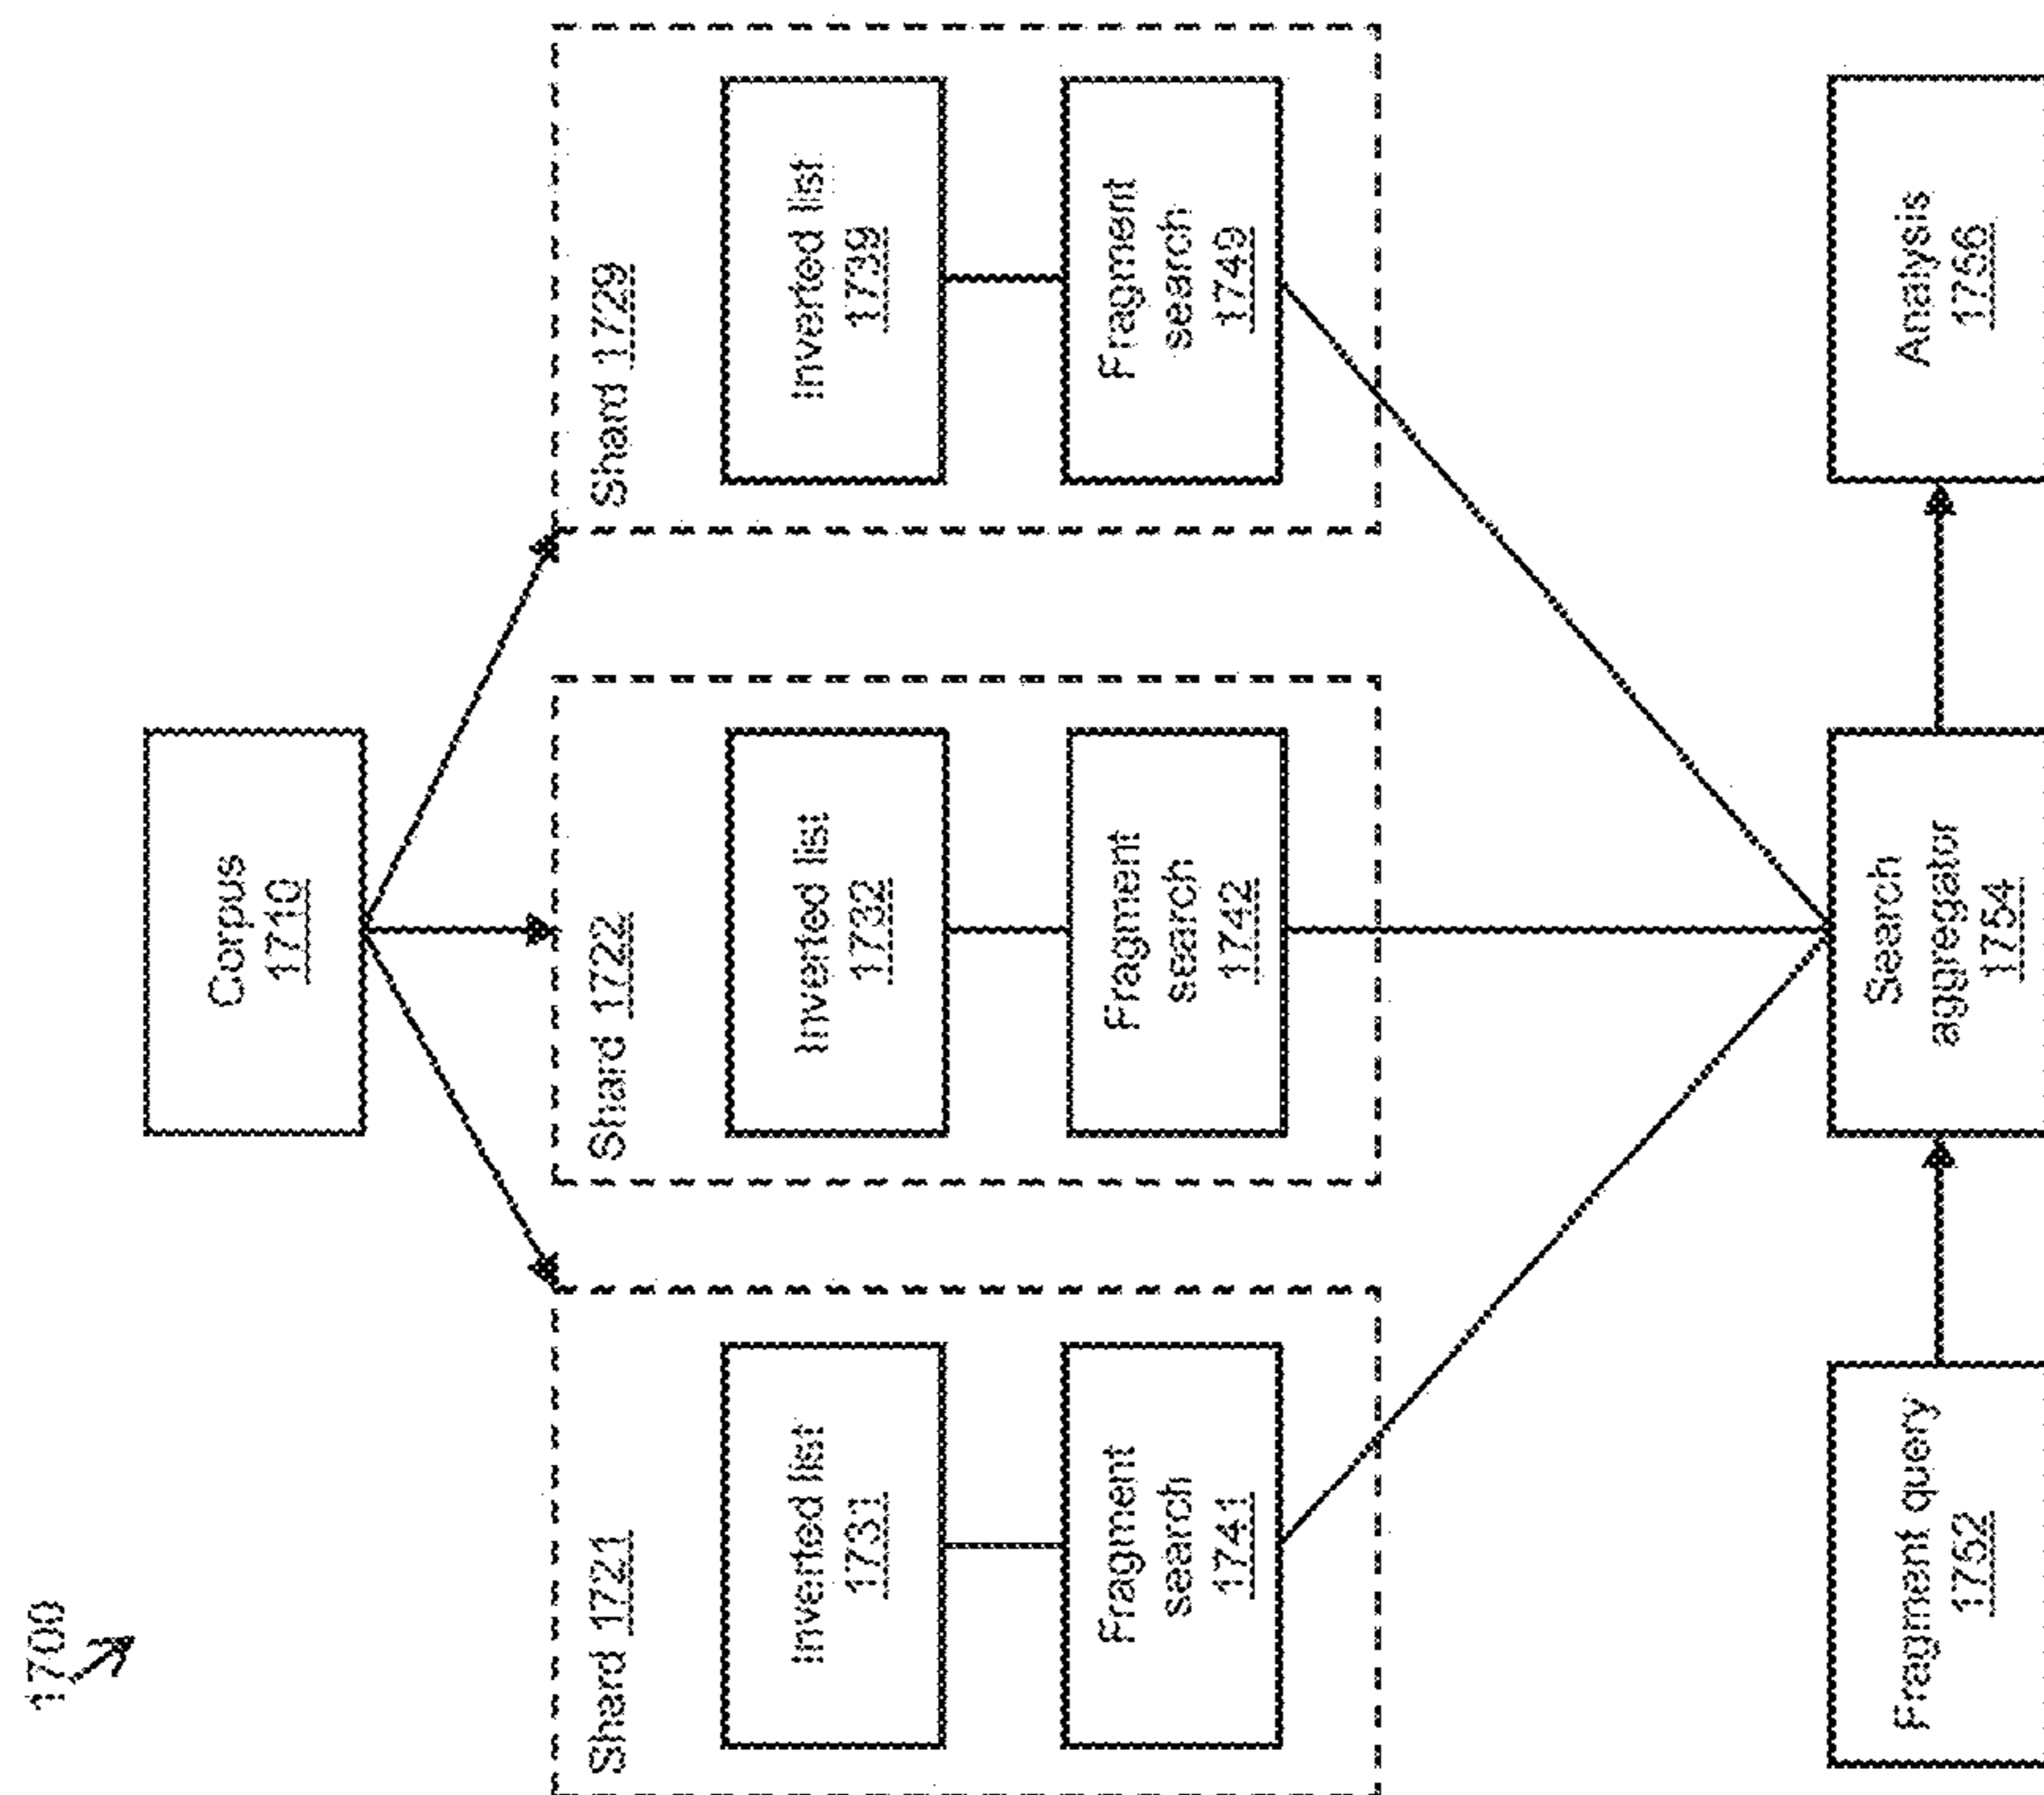 1700
Corpus
1710
Shard 1721
Inverted list
1731
Fragment
search
1741
Shard 1722
Inverted list
1732
Fragment
search
1742
Shard 1729
Inverted list
1739
Fragment
search
1749
Fragment query
1752
Search
aggregator
1754
Analysis
1756